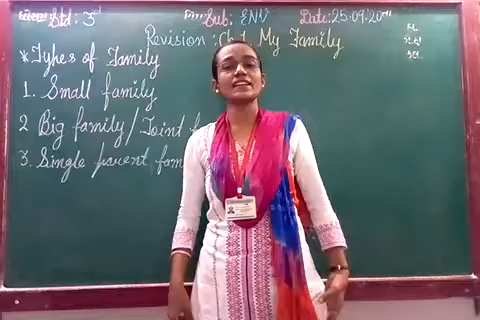 Std: 3rd Sub: ENV Date: 25-09-20
Revision: Ch. 1 My Family
*Types of Family
1. Small family
2 Big family / Joint
3. Single parent fam